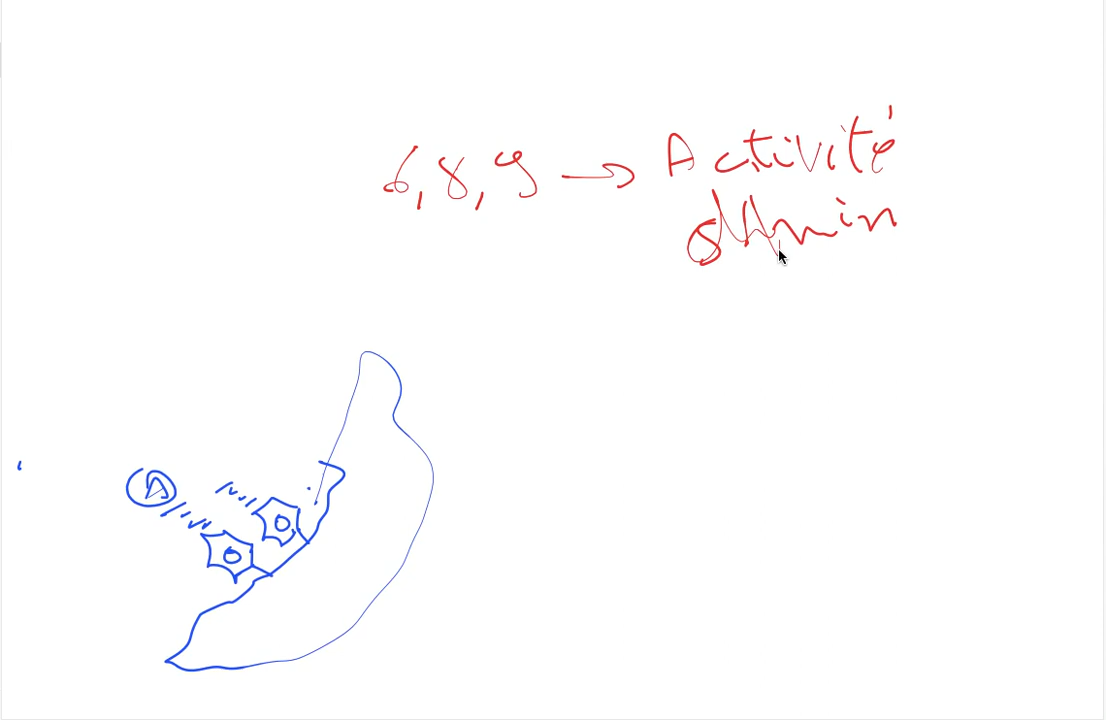 6, 8, 9 → Activité
A